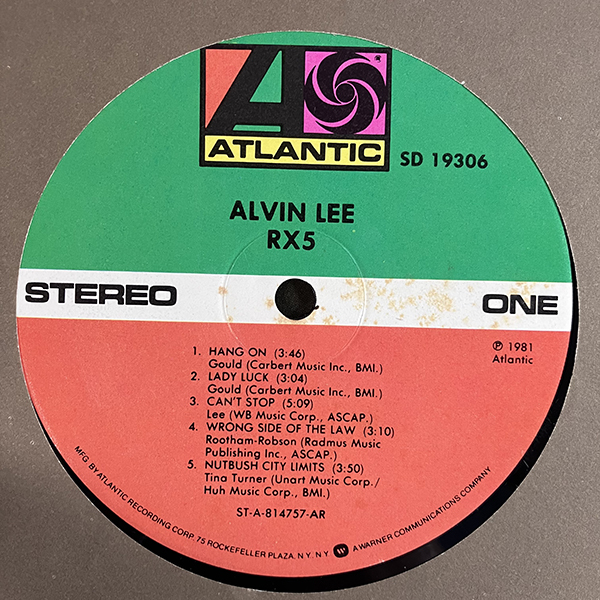 ATLANTIC
SD 19306
ALVIN LEE
RX5
STEREO
ONE
℗ 1981
Atlantic
1. HANG ON (3:46)
Gould (Carbert Music Inc., BMI.)
2. LADY LUCK (3:04)
Gould (Carbert Music Inc., BMI.)
3. CAN'T STOP (5:09)
Lee (WB Music Corp., ASCAP.)
4. WRONG SIDE OF THE LAW (3:10)
Rootham-Robson (Radmus Music
Publishing Inc., ASCAP.)
5. NUTBUSH CITY LIMITS (3:50)
Tina Turner (Unart Music Corp./
Huh Music Corp., BMI.)
ST-A-814757-AR
MFG. BY ATLANTIC RECORDING CORP. 75 ROCKEFELLER PLAZA, N.Y. N.Y. A WARNER COMMUNICATIONS COMPANY